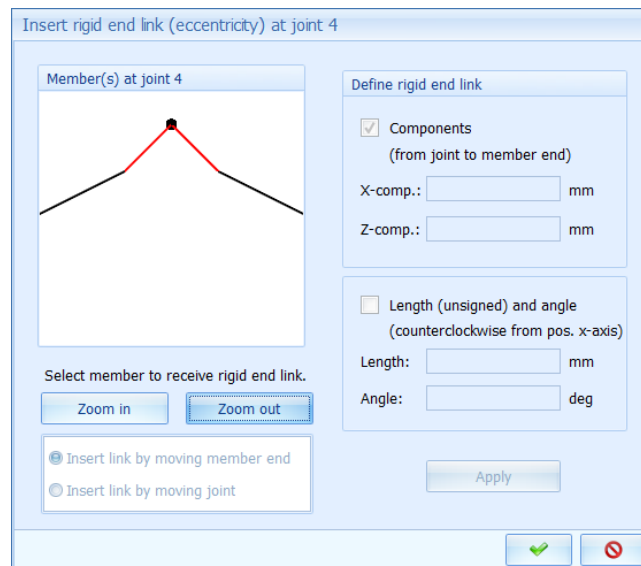 Insert rigid end link (eccentricity) at joint 4
Member(s) at joint 4
Select member to receive rigid end link.
Zoom in
Zoom out
Insert link by moving member end
Insert link by moving joint
Define rigid end link
Components
(from joint to member end)
X-comp.: mm
Z-comp.: mm
Length (unsigned) and angle
(counterclockwise from pos. x-axis)
Length: mm
Angle: deg
Apply